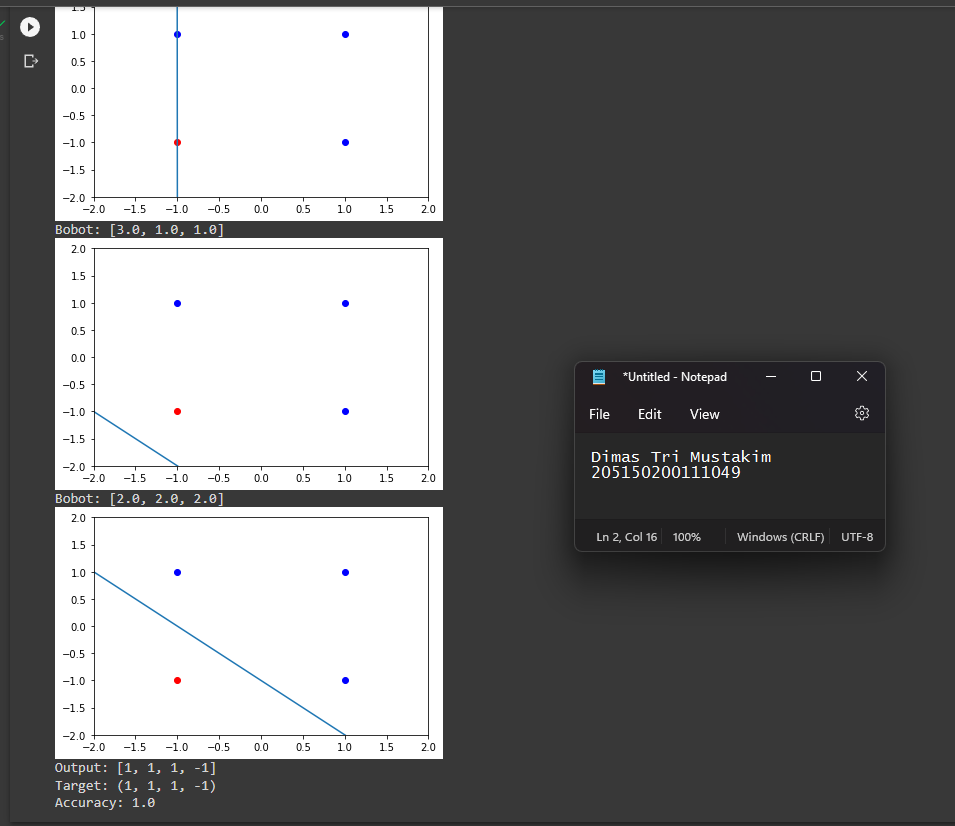 1.5
1.0
0.5
0.0
−0.5
−1.0
−1.5
−2.0
−2.0 −1.5 −1.0 −0.5 0.0 0.5 1.0 1.5 2.0
Bobot: [3.0, 1.0, 1.0]
2.0
1.5
1.0
0.5
0.0
−0.5
−1.0
−1.5
−2.0
−2.0 −1.5 −1.0 −0.5 0.0 0.5 1.0 1.5 2.0
Bobot: [2.0, 2.0, 2.0]
2.0
1.5
1.0
0.5
0.0
−0.5
−1.0
−1.5
−2.0
−2.0 −1.5 −1.0 −0.5 0.0 0.5 1.0 1.5 2.0
Output: [1, 1, 1, -1]
Target: (1, 1, 1, -1)
Accuracy: 1.0
*Untitled - Notepad
File Edit View
Dimas Tri Mustakim
205150200111049
Ln 2, Col 16 100% Windows (CRLF) UTF-8